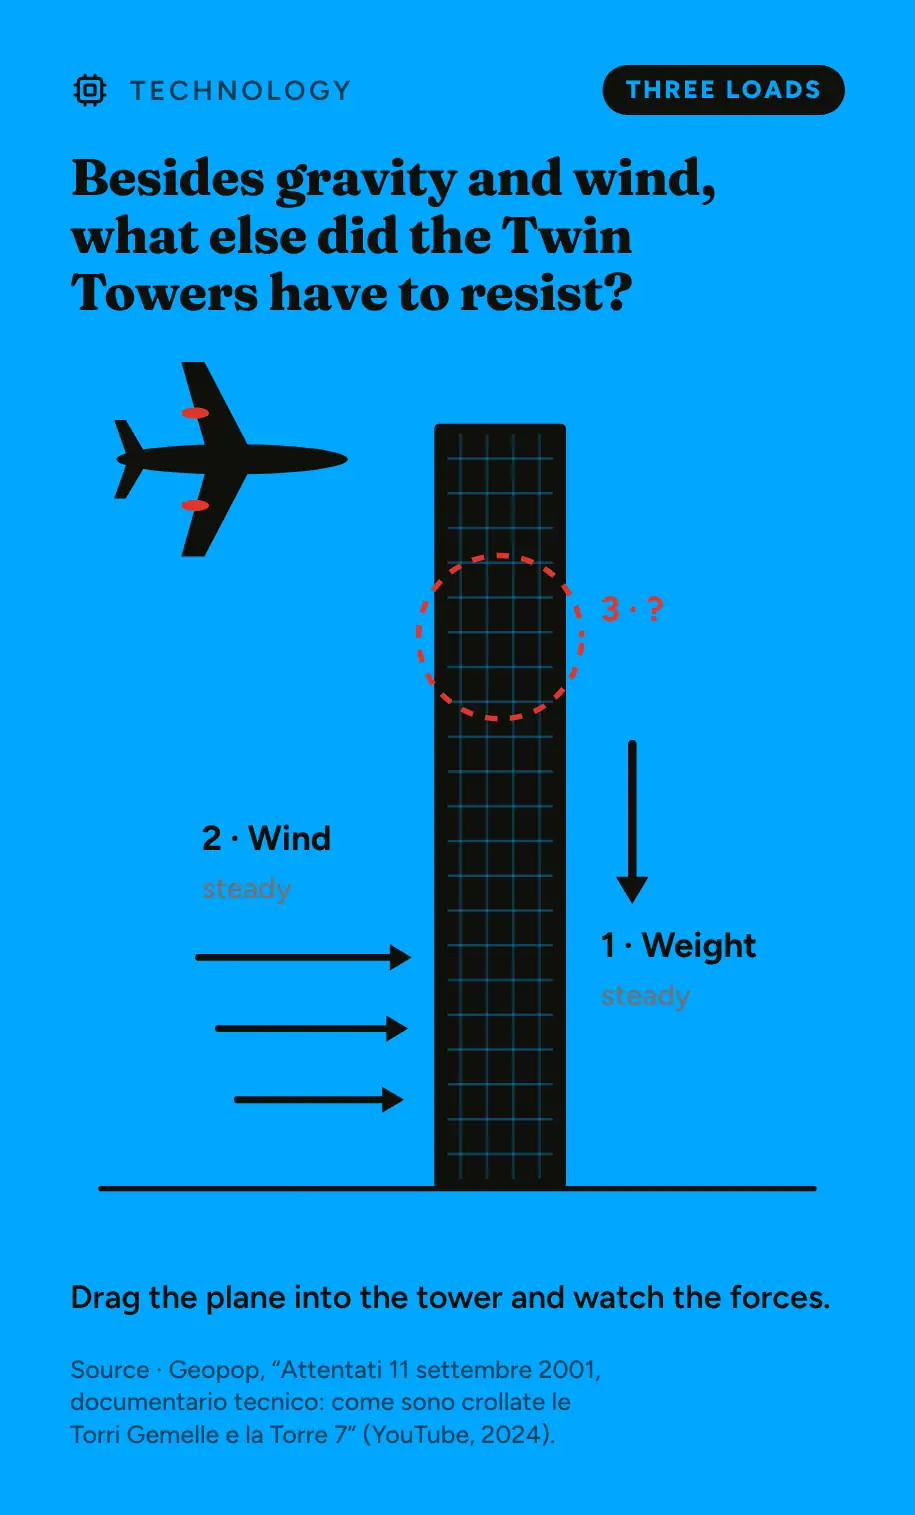 TECHNOLOGY
THREE LOADS
Besides gravity and wind,
what else did the Twin
Towers have to resist?
3 · ?
2 · Wind
steady
1 · Weight
steady
Drag the plane into the tower and watch the forces.
Source · Geopop, “Attentati 11 settembre 2001,
documentario tecnico: come sono crollate le
Torri Gemelle e la Torre 7” (YouTube, 2024).